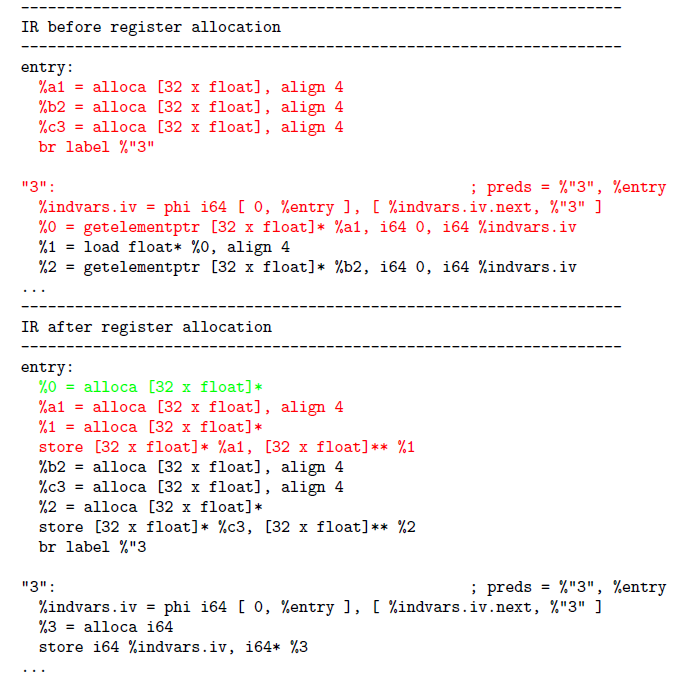 ------------------------------------------------------------------
IR before register allocation
------------------------------------------------------------------
entry:
  %a1 = alloca [32 x float], align 4
  %b2 = alloca [32 x float], align 4
  %c3 = alloca [32 x float], align 4
  br label %"3"

"3":                                              ; preds = %"3", %entry
  %indvars.iv = phi i64 [ 0, %entry ], [ %indvars.iv.next, %"3" ]
  %0 = getelementptr [32 x float]* %a1, i64 0, i64 %indvars.iv
  %1 = load float* %0, align 4
  %2 = getelementptr [32 x float]* %b2, i64 0, i64 %indvars.iv
...
------------------------------------------------------------------
IR after register allocation
------------------------------------------------------------------
entry:
  %0 = alloca [32 x float]*
  %a1 = alloca [32 x float], align 4
  %1 = alloca [32 x float]*
  store [32 x float]* %a1, [32 x float]** %1
  %b2 = alloca [32 x float], align 4
  %c3 = alloca [32 x float], align 4
  %2 = alloca [32 x float]*
  store [32 x float]* %c3, [32 x float]** %2
  br label %"3

"3":                                              ; preds = %"3", %entry
  %indvars.iv = phi i64 [ 0, %entry ], [ %indvars.iv.next, %"3" ]
  %3 = alloca i64
  store i64 %indvars.iv, i64* %3
...